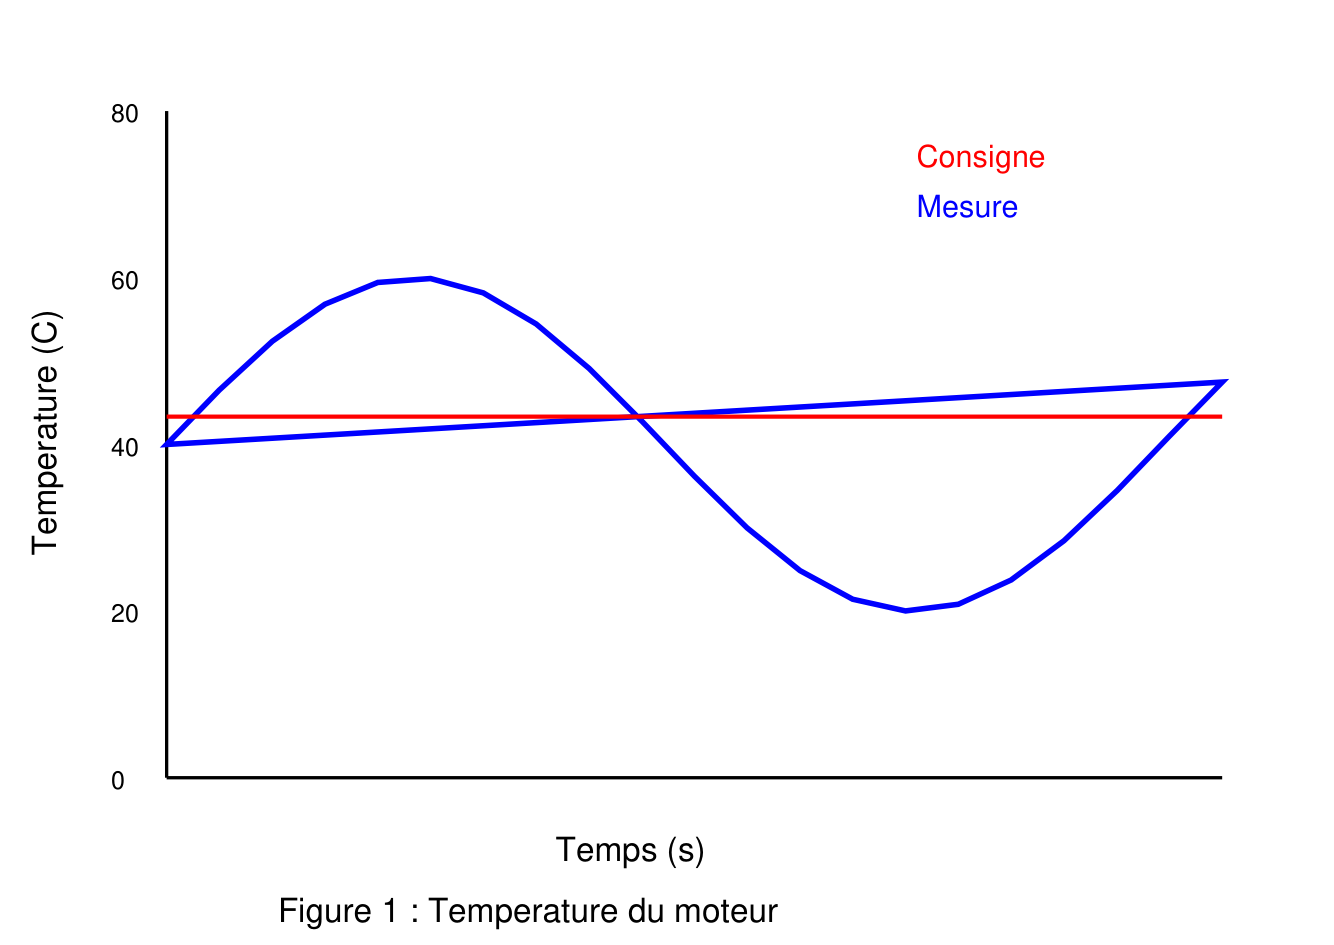 80
Consigne
Mesure
60
Temperature (C)
40
20
0
Temps (s)
Figure 1 : Temperature du moteur